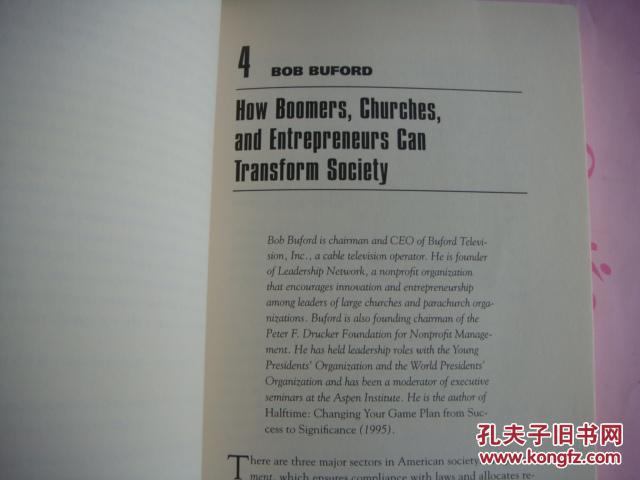 4 BOB BUFORD
How Boomers, Churches,
and Entrepreneurs Can
Transform Society
Bob Buford is chairman and CEO of Buford Televi-
sion, Inc., a cable television operator. He is founder
of Leadership Network, a nonprofit organization
that encourages innovation and entrepreneurship
among leaders of large churches and parachurch orga-
nizations. Buford is also founding chairman of the
Peter F. Drucker Foundation for Nonprofit Manage-
ment. He has held leadership roles with the Young
Presidents' Organization and the World Presidents'
Organization and has been a moderator of executive
seminars at the Aspen Institute. He is the author of
Halftime: Changing Your Game Plan from Suc-
cess to Significance (1995).
There are three major sectors in American society
ment, which ensures compliance with laws and allocates re-
孔夫子旧书网
www.kongfz.com